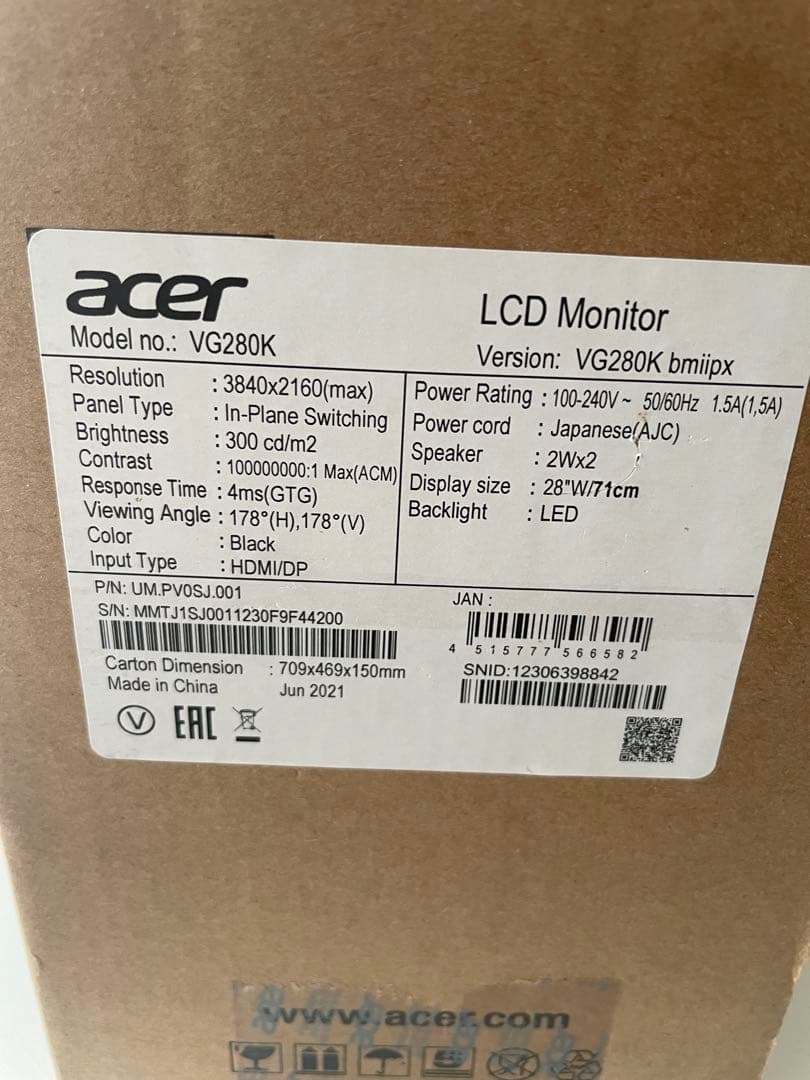 acer
LCD Monitor
Model no.: VG280K
Version: VG280K bmiipx
Resolution : 3840x2160(max)
Panel Type : In-Plane Switching
Brightness : 300 cd/m2
Contrast : 100000000:1 Max(ACM)
Response Time : 4ms(GTG)
Viewing Angle : 178°(H),178°(V)
Color : Black
Input Type : HDMI/DP
Power Rating : 100-240V~ 50/60Hz 1.5A(1,5A)
Power cord : Japanese(AJC)
Speaker : 2Wx2
Display size : 28"W/71cm
Backlight : LED
P/N: UM.PV0SJ.001
S/N: MMTJ1SJ0011230F9F44200
Carton Dimension : 709x469x150mm
Made in China Jun 2021
V EAC
JAN :
4 515777 566582
SNID:12306398842
www.acer.com
5